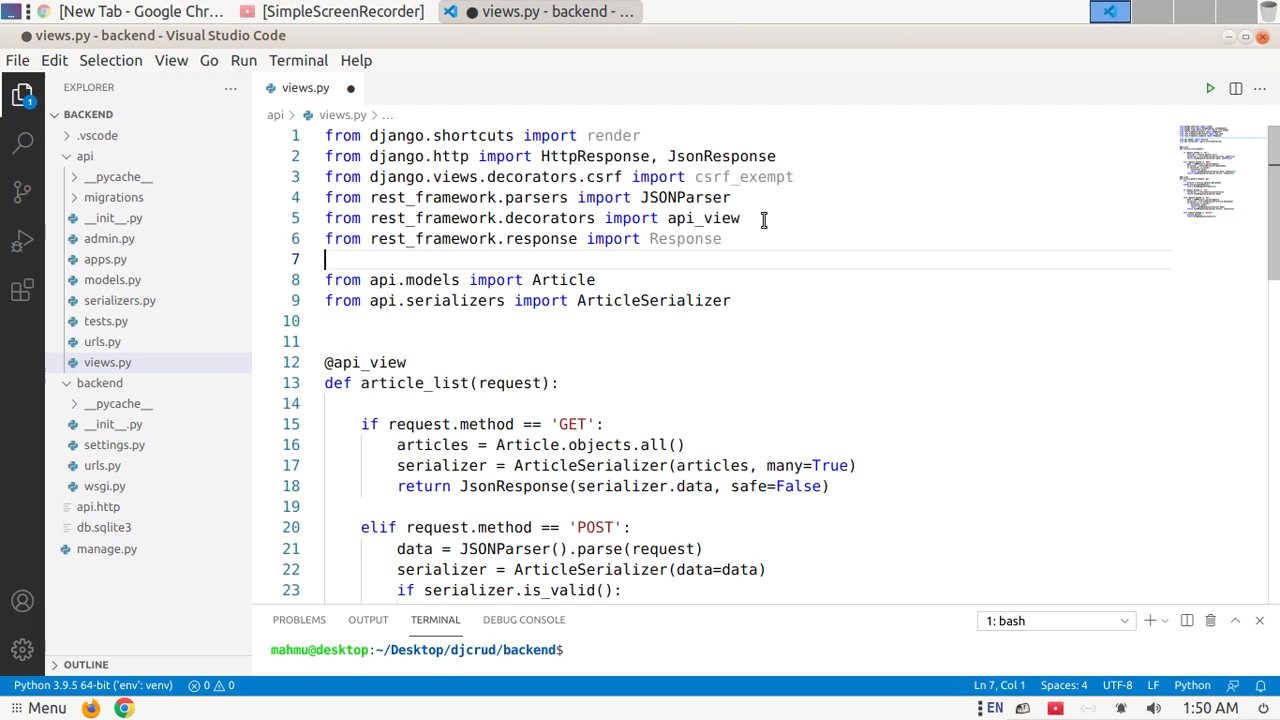 [New Tab - Google Chr...
[SimpleScreenRecorder]
● views.py - backend - ...
● views.py - backend - Visual Studio Code
File Edit Selection View Go Run Terminal Help
EXPLORER ...
views.py ●
BACKEND
.vscode
api
__pycache__
migrations
__init__.py
admin.py
apps.py
models.py
serializers.py
tests.py
urls.py
views.py
backend
__pycache__
__init__.py
settings.py
urls.py
wsgi.py
api.http
db.sqlite3
manage.py
OUTLINE
1
api > views.py > ...
1 from django.shortcuts import render
2 from django.http import HttpResponse, JsonResponse
3 from django.views.decorators.csrf import csrf_exempt
4 from rest_framework.parsers import JSONParser
5 from rest_framework.decorators import api_view
6 from rest_framework.response import Response
7
8 from api.models import Article
9 from api.serializers import ArticleSerializer
10
11
12 @api_view
13 def article_list(request):
14
15 if request.method == 'GET':
16 articles = Article.objects.all()
17 serializer = ArticleSerializer(articles, many=True)
18 return JsonResponse(serializer.data, safe=False)
19
20 elif request.method == 'POST':
21 data = JSONParser().parse(request)
22 serializer = ArticleSerializer(data=data)
23 if serializer.is_valid():
PROBLEMS OUTPUT TERMINAL DEBUG CONSOLE
1: bash
mahmu@desktop:~/Desktop/djcrud/backend$
Python 3.9.5 64-bit ('env': venv) 0 0
Ln 7, Col 1 Spaces: 4 UTF-8 LF Python
Menu
EN
1:50 AM